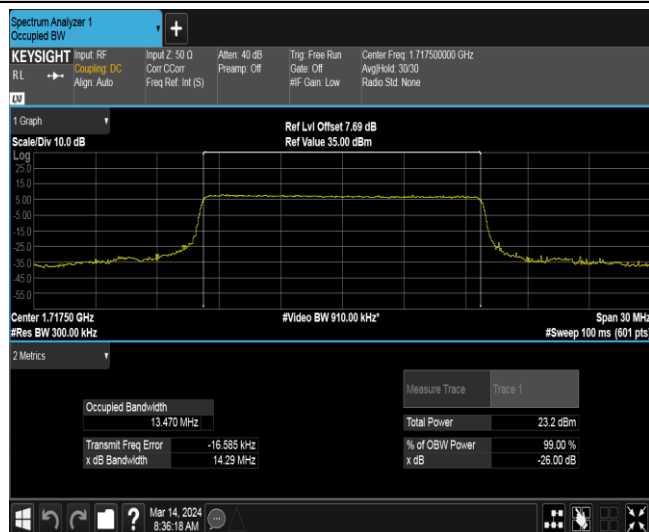 Spectrum Analyzer 1
Occupied BW
+
KEYSIGHT Input: RF Input Z: 50 Ω Atten: 40 dB Trig: Free Run Center Freq: 1.717500000 GHz
RL Coupling: DC Corr CCorr Preamp: Off Gate: Off Avg|Hold: 30/30
Align: Auto Freq Ref: Int (S) #IF Gain: Low Radio Std: None
LXI
1 Graph
Ref Lvl Offset 7.69 dB
Scale/Div 10.0 dB Ref Value 35.00 dBm
Log
25.0
15.0
5.00
-5.00
-15.0
-25.0
-35.0
-45.0
-55.0
Center 1.71750 GHz #Video BW 910.00 kHz* Span 30 MHz
#Res BW 300.00 kHz #Sweep 100 ms (601 pts)
2 Metrics
Measure Trace Trace 1
Occupied Bandwidth
13.470 MHz Total Power 23.2 dBm
Transmit Freq Error -16.585 kHz % of OBW Power 99.00 %
x dB Bandwidth 14.29 MHz x dB -26.00 dB
? Mar 14, 2024
8:36:18 AM